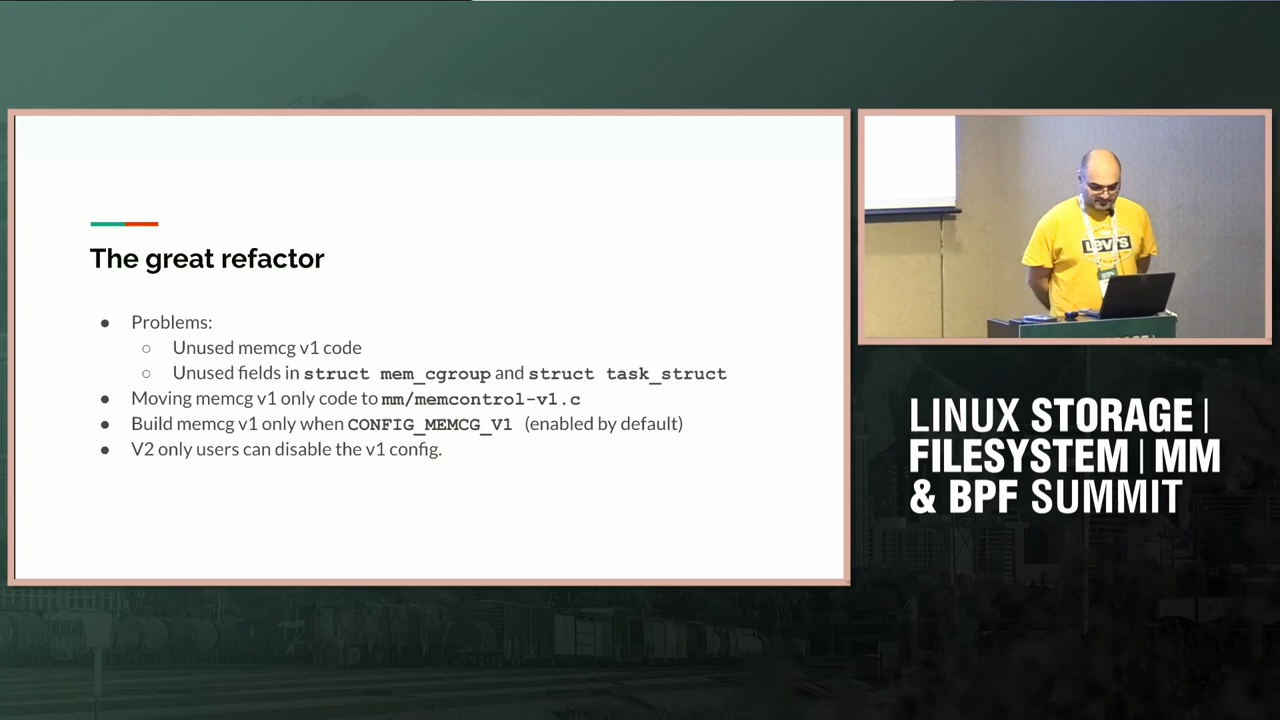 The great refactor
● Problems:
○ Unused memcg v1 code
○ Unused fields in struct mem_cgroup and struct task_struct
● Moving memcg v1 only code to mm/memcontrol-v1.c
● Build memcg v1 only when CONFIG_MEMCG_V1 (enabled by default)
● V2 only users can disable the v1 config.
LEVI'S
LINUX STORAGE |
FILESYSTEM | MM
& BPF SUMMIT